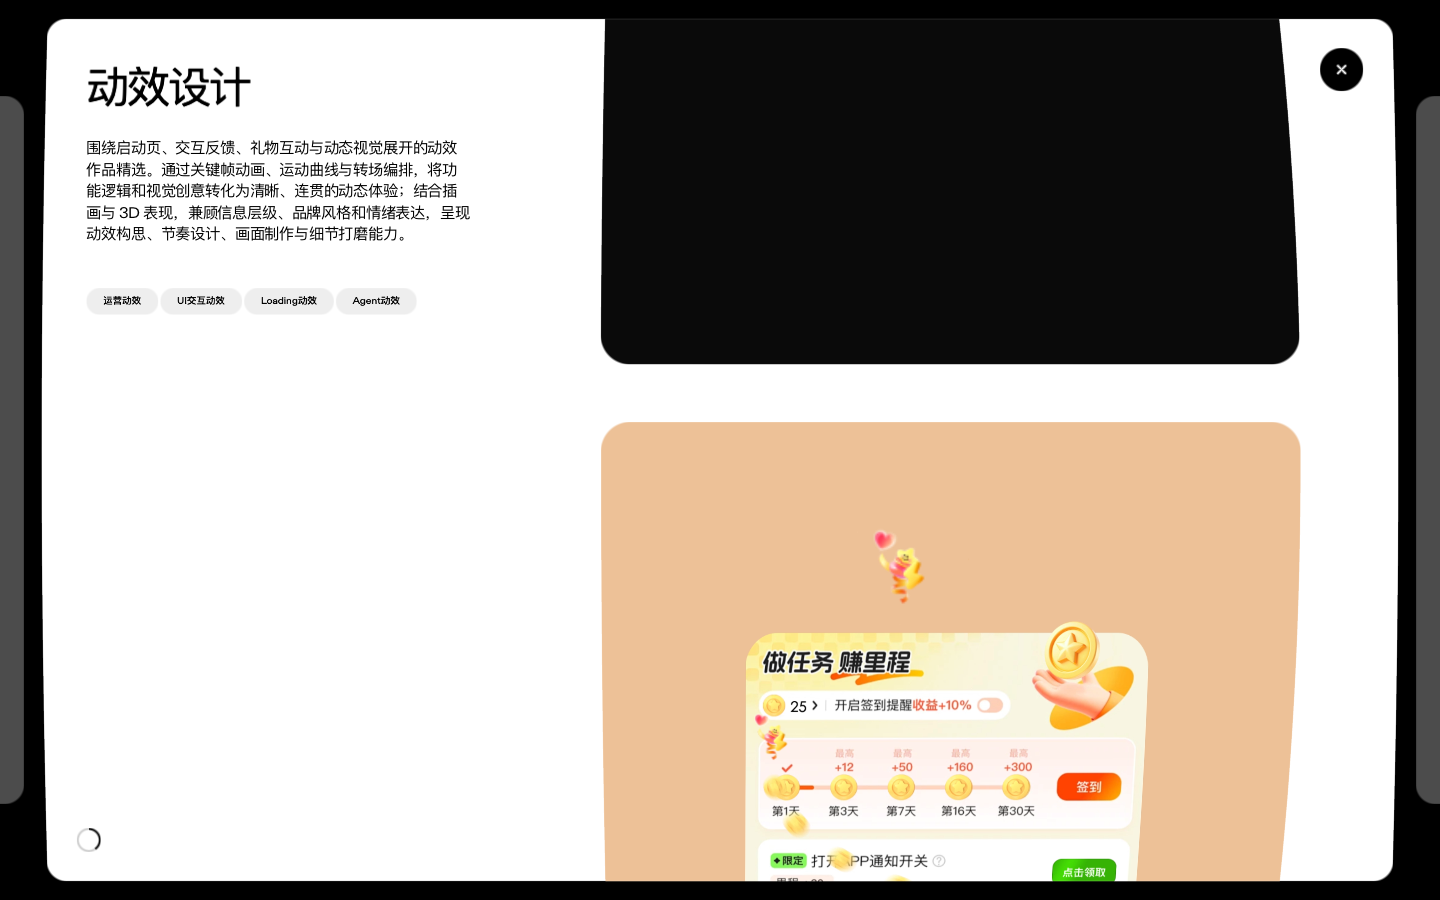 动效设计
围绕启动页、交互反馈、礼物互动与动态视觉展开的动效
作品精选。通过关键帧动画、运动曲线与转场编排，将功
能逻辑和视觉创意转化为清晰、连贯的动态体验；结合插
画与 3D 表现，兼顾信息层级、品牌风格和情绪表达，呈现
动效构思、节奏设计、画面制作与细节打磨能力。
运营动效 UI交互动效 Loading动效 Agent动效
做任务 赚里程
25 开启签到提醒收益+10%
最高 最高 最高 最高
+12 +50 +160 +300
签到
第1天 第3天 第7天 第16天 第30天
限定 打开 PP通知开关
点击领取